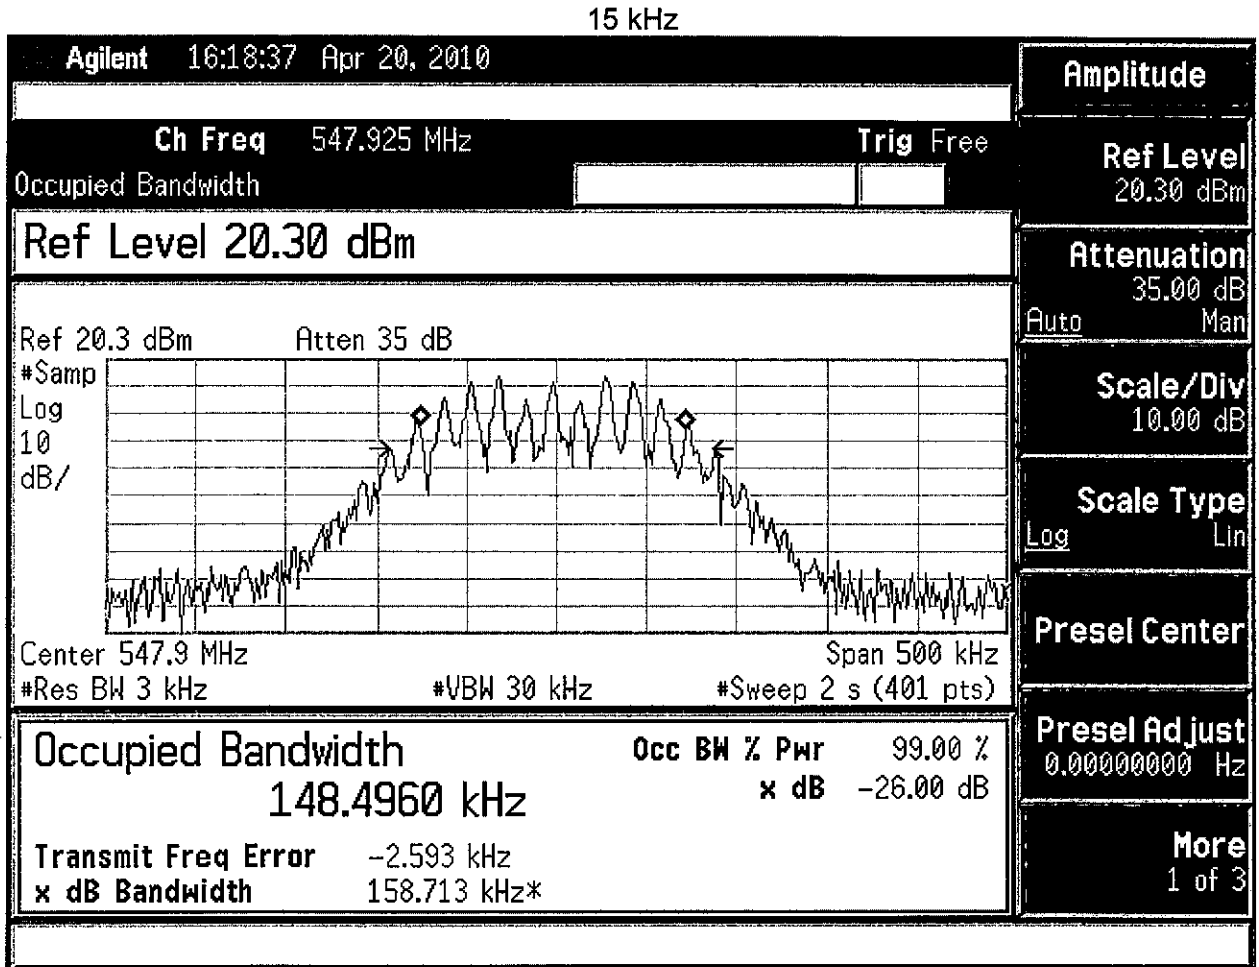 15 kHz
Agilent 16:18:37 Apr 20, 2010
Ch Freq 547.925 MHz Trig Free
Occupied Bandwidth
Ref Level 20.30 dBm
Ref 20.3 dBm Atten 35 dB
#Samp
Log
10
dB/
Center 547.9 MHz Span 500 kHz
#Res BW 3 kHz #VBW 30 kHz #Sweep 2 s (401 pts)
Occupied Bandwidth
148.4960 kHz
Occ BW % Pwr 99.00 %
x dB -26.00 dB
Transmit Freq Error -2.593 kHz
x dB Bandwidth 158.713 kHz*
Amplitude
Ref Level
20.30 dBm
Attenuation
35.00 dB
Auto Man
Scale/Div
10.00 dB
Scale Type
Log Lin
Presel Center
Presel Adjust
0.00000000 Hz
More
1 of 3